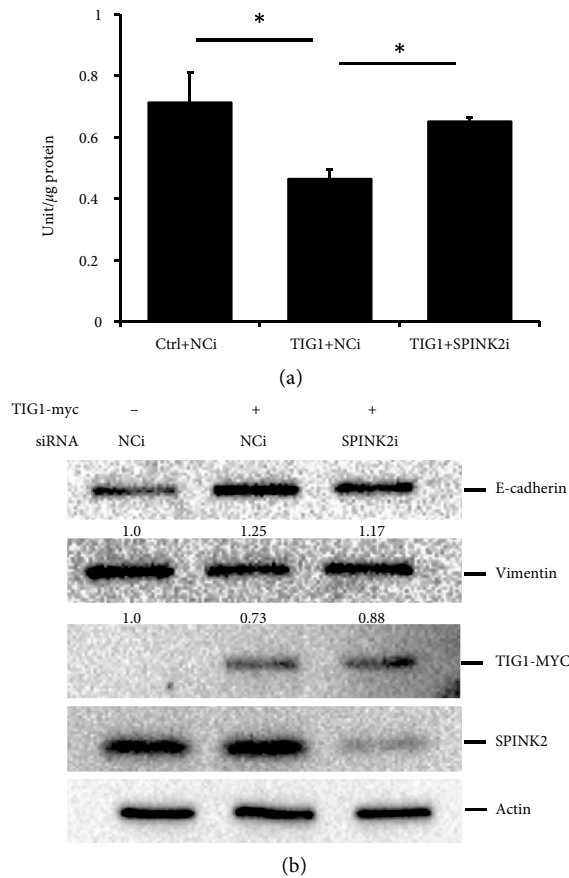 1
*
*
0.8
0.6
0.4
0.2
0
Unit/μg protein
Ctrl+NCi TIG1+NCi TIG1+SPINK2i
(a)
TIG1-myc – + +
siRNA NCi NCi SPINK2i
E-cadherin
1.0 1.25 1.17
Vimentin
1.0 0.73 0.88
TIG1-MYC
SPINK2
Actin
(b)